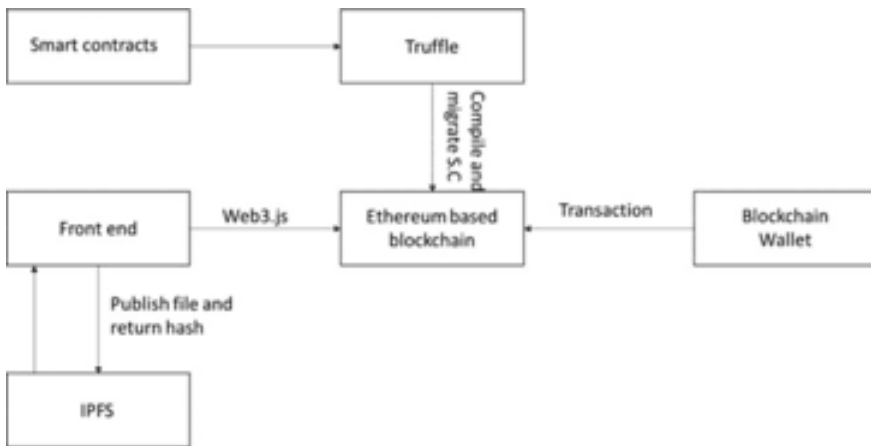 Smart contracts
Truffle
Compile and
migrate S.C
Front end
Web3.js
Ethereum based
blockchain
Transaction
Blockchain
Wallet
Publish file and
return hash
IPFS